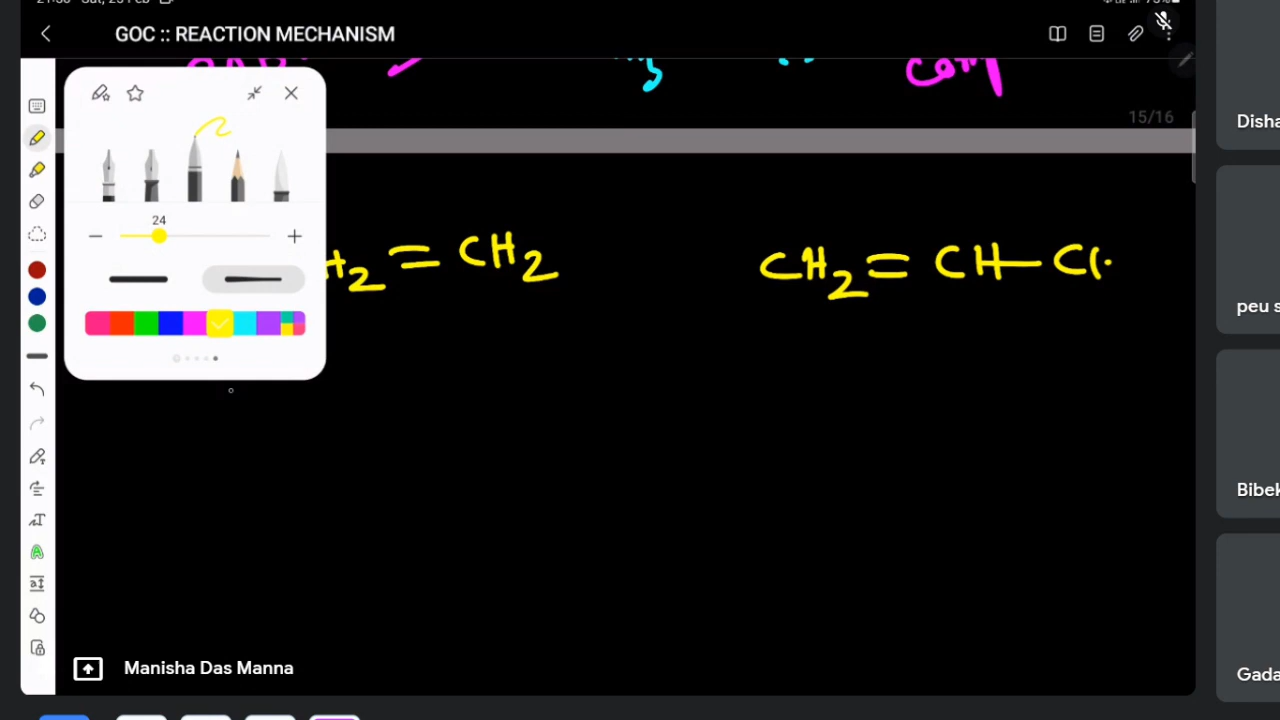 GOC :: REACTION MECHANISM
15/16
24
H2 = CH2
CH2 = CH—Cl
Disha
peu s
Bibek
Gada
Manisha Das Manna